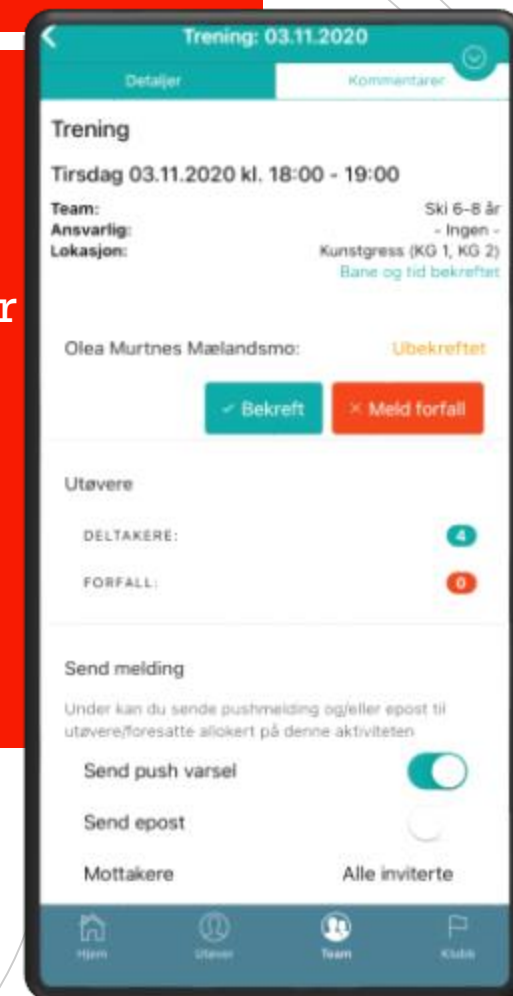 r
Trening: 03.11.2020
Detaljer Kommentarer
Trening
Tirsdag 03.11.2020 kl. 18:00 - 19:00
Team: Ski 6-8 år
Ansvarlig: - Ingen -
Lokasjon: Kunstgress (KG 1, KG 2)
Bane og tid bekreftet
Olea Murtnes Mælandsmo: Ubekreftet
✓ Bekreft × Meld forfall
Utøvere
DELTAKERE: 4
FORFALL: 0
Send melding
Under kan du sende pushmelding og/eller epost til
utøvere/foresatte allokert på denne aktiviteten
Send push varsel
Send epost
Mottakere Alle inviterte
Hjem Utøver Team Klubb